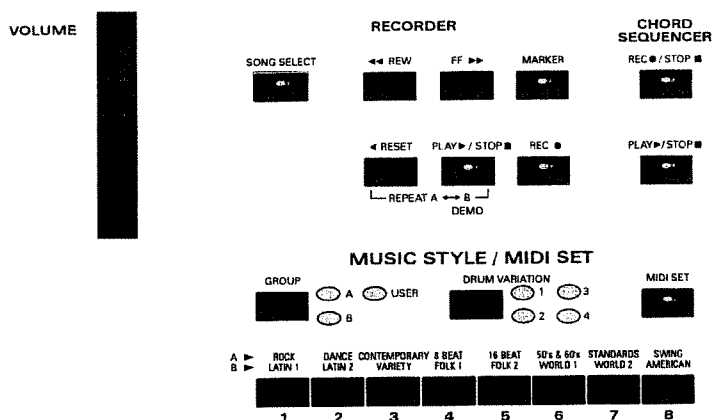 VOLUME
RECORDER
CHORD
SEQUENCER
SONG SELECT
◄◄ REW
FF ►►
MARKER
REC ● / STOP ■
◄ RESET
PLAY ► / STOP ■
REC ●
PLAY ► / STOP ■
REPEAT A ↔ B
DEMO
MUSIC STYLE / MIDI SET
GROUP
A
USER
B
DRUM VARIATION
1
3
2
4
MIDI SET
A ► ROCK DANCE CONTEMPORARY 8 BEAT 16 BEAT 50's & 60's STANDARDS SWING
B ► LATIN 1 LATIN 2 VARIETY FOLK 1 FOLK 2 WORLD 1 WORLD 2 AMERICAN
1 2 3 4 5 6 7 8